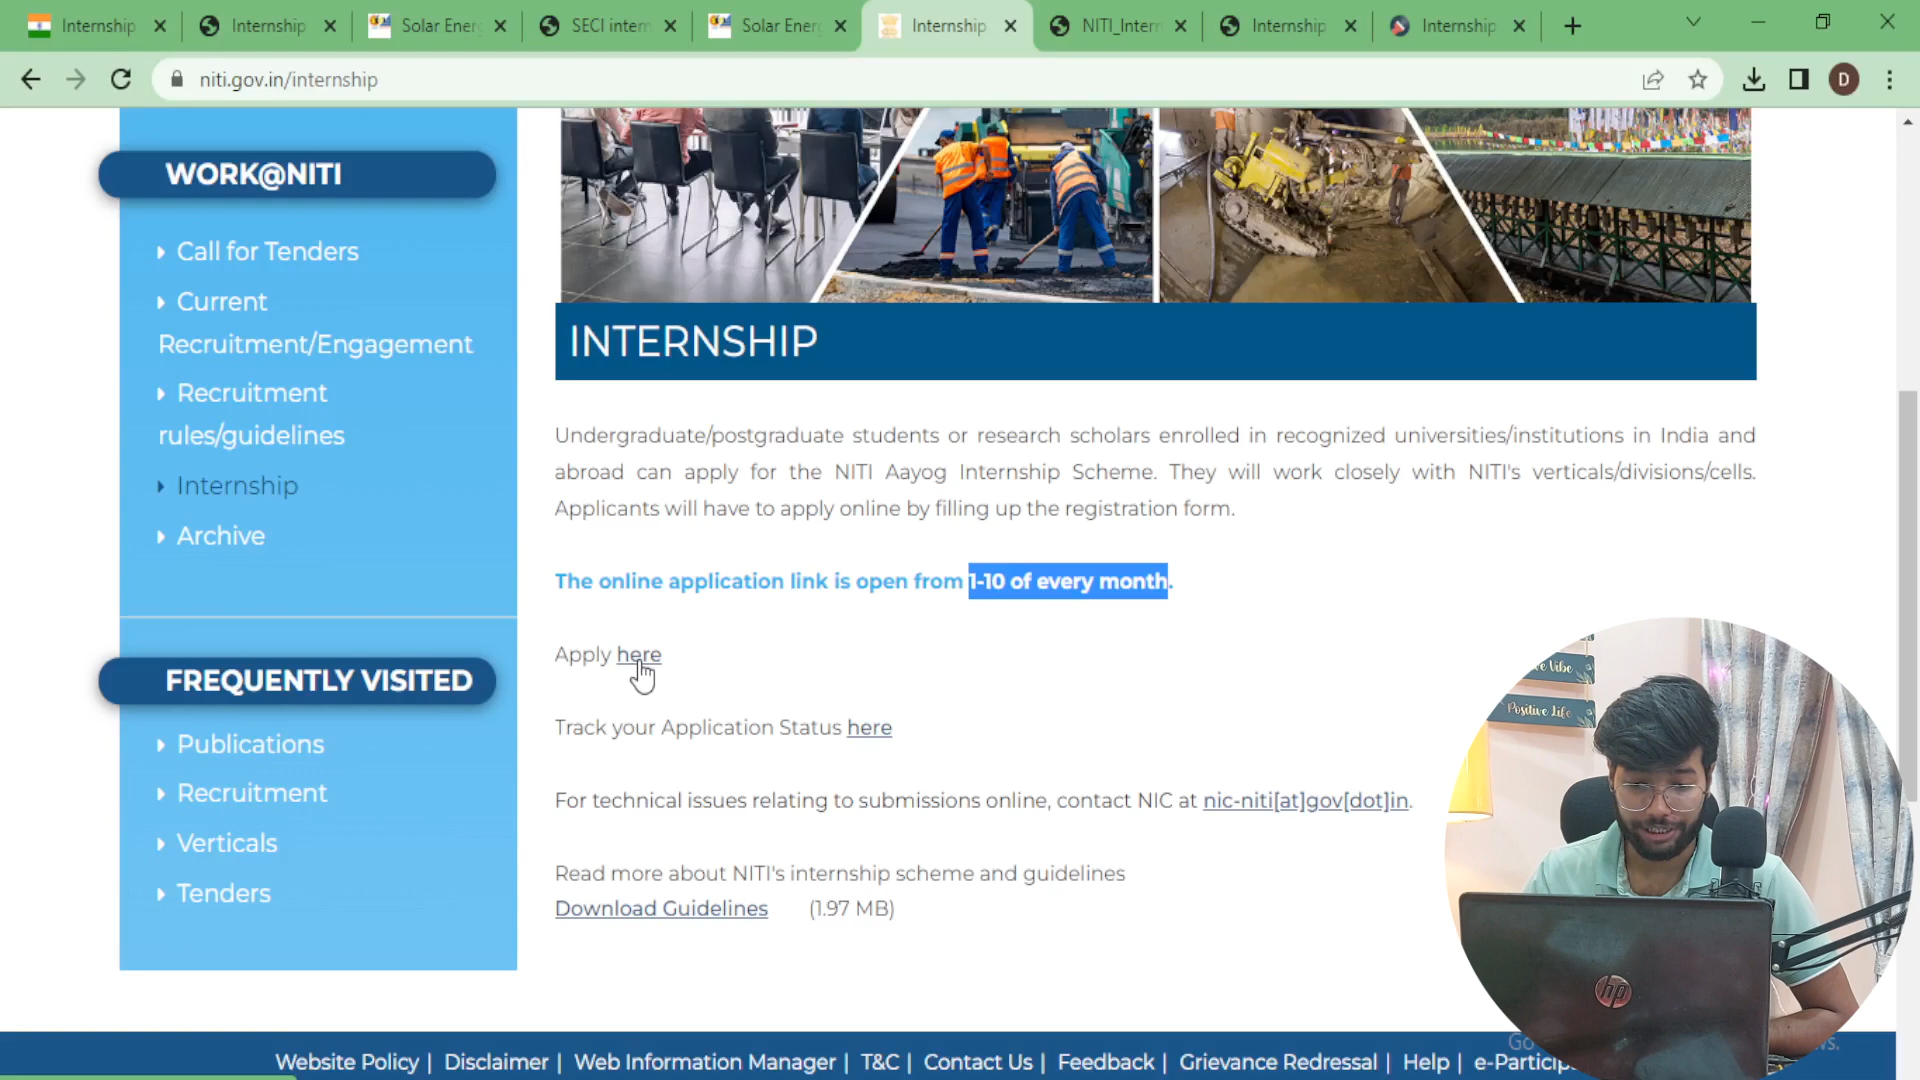 Internship
Internship
Solar Ener
SECI inter
Solar Ener
Internship
NITI_Inter
Internship
Internship
niti.gov.in/internship
D
WORK@NITI
Call for Tenders
Current
Recruitment/Engagement
Recruitment
rules/guidelines
Internship
Archive
FREQUENTLY VISITED
Publications
Recruitment
Verticals
Tenders
INTERNSHIP
Undergraduate/postgraduate students or research scholars enrolled in recognized universities/institutions in India and
abroad can apply for the NITI Aayog Internship Scheme. They will work closely with NITI's verticals/divisions/cells.
Applicants will have to apply online by filling up the registration form.
The online application link is open from 1-10 of every month.
Apply here
Track your Application Status here
For technical issues relating to submissions online, contact NIC at nic-niti[at]gov[dot]in.
Read more about NITI's internship scheme and guidelines
Download Guidelines (1.97 MB)
Vibe
Positive Life
hp
Go
Website Policy | Disclaimer | Web Information Manager | T&C | Contact Us | Feedback | Grievance Redressal | Help | e-Particip